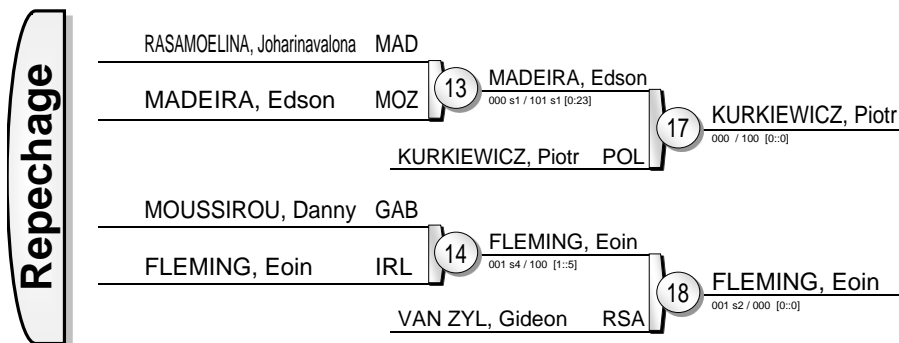 Repechage
RASAMOELINA, Joharinavalona MAD
MADEIRA, Edson MOZ
13
MADEIRA, Edson
000 s1 / 101 s1 [0:23]
KURKIEWICZ, Piotr POL
17
KURKIEWICZ, Piotr
000 / 100 [0::0]
MOUSSIROU, Danny GAB
FLEMING, Eoin IRL
14
FLEMING, Eoin
001 s4 / 100 [1::5]
VAN ZYL, Gideon RSA
18
FLEMING, Eoin
001 s2 / 000 [0::0]